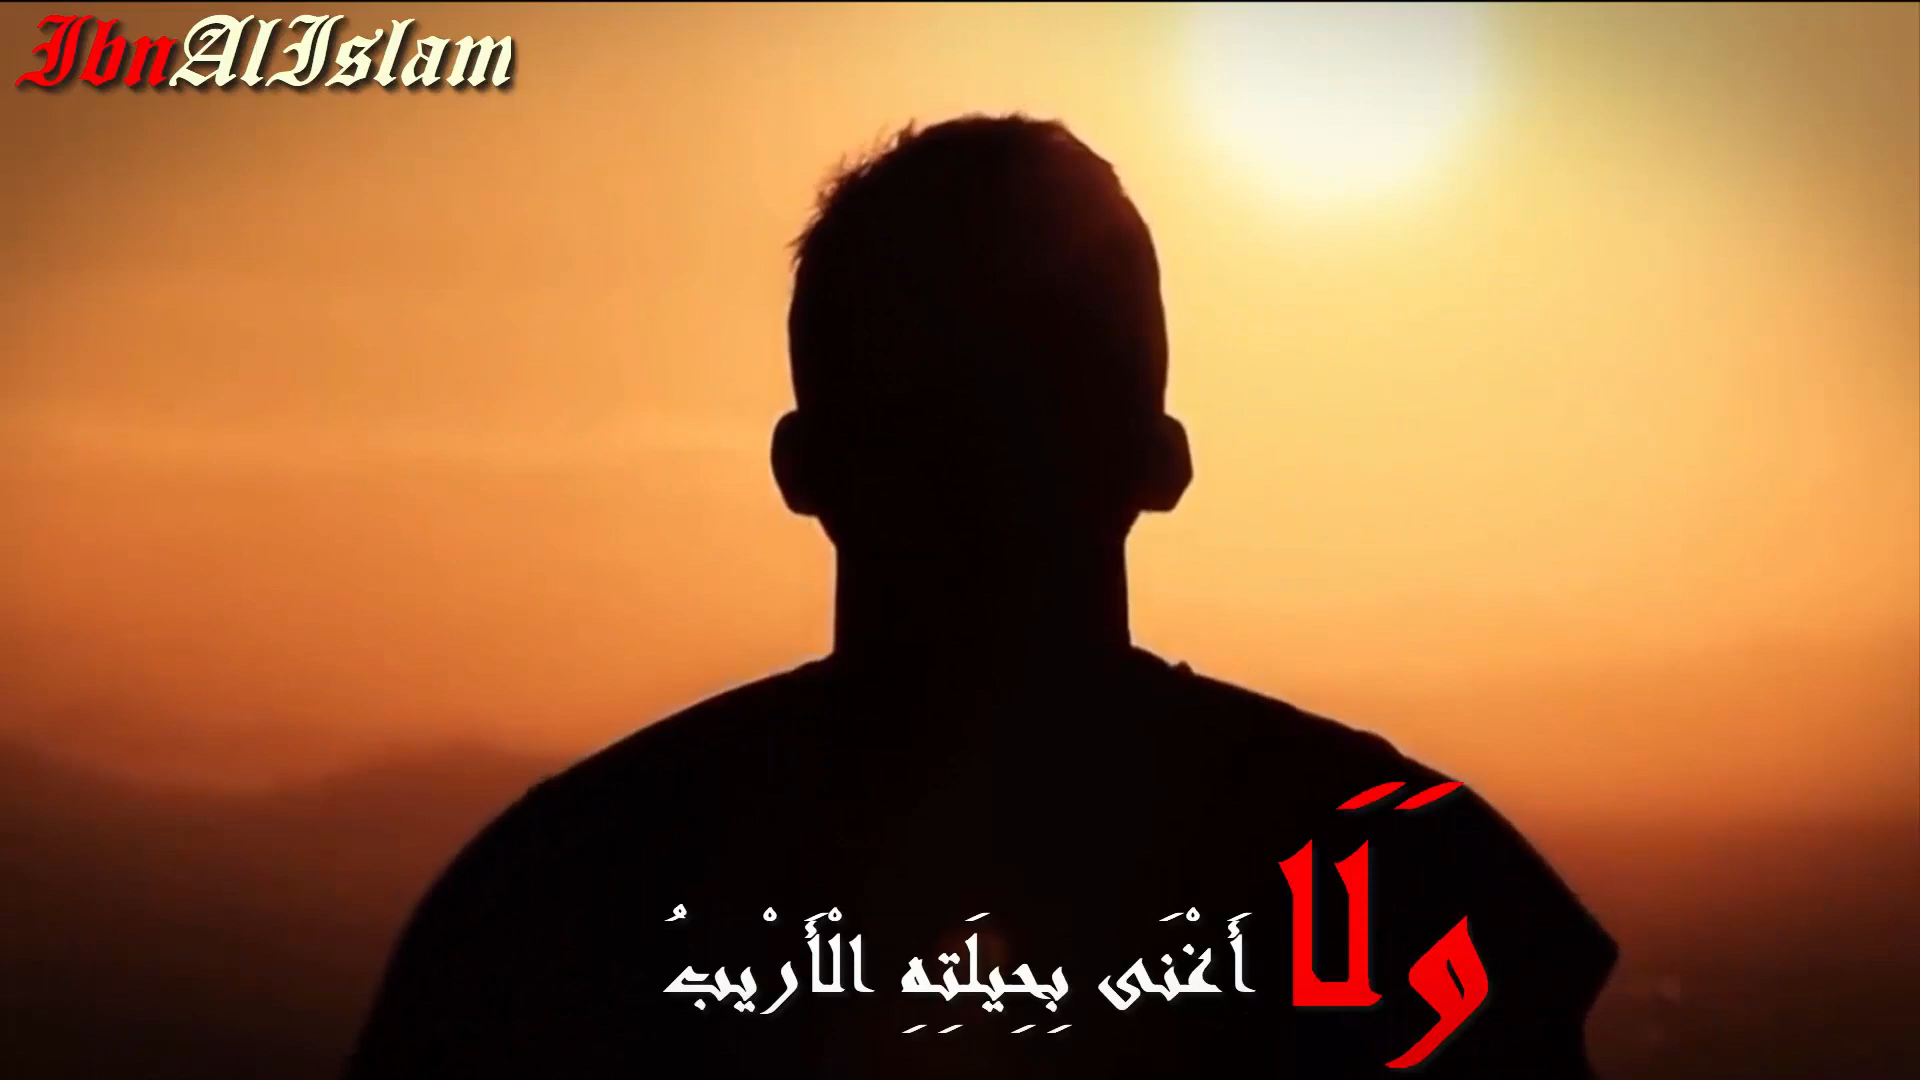 IbnAlIslam
وَلَا أَغْنَى بِحِيلَتِهِ الْأَرْيبُ